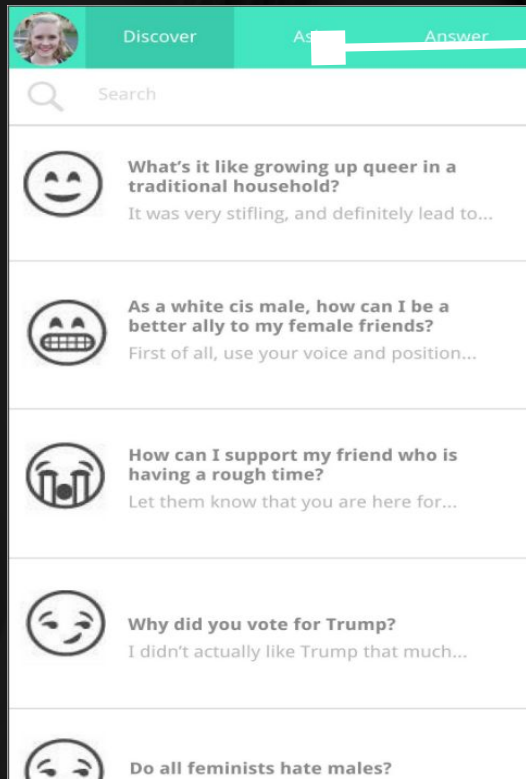 Discover Answer
Search
What's it like growing up queer in a
traditional household?
It was very stifling, and definitely lead to...
As a white cis male, how can I be a
better ally to my female friends?
First of all, use your voice and position...
How can I support my friend who is
having a rough time?
Let them know that you are here for...
Why did you vote for Trump?
I didn't actually like Trump that much...
Do all feminists hate males?